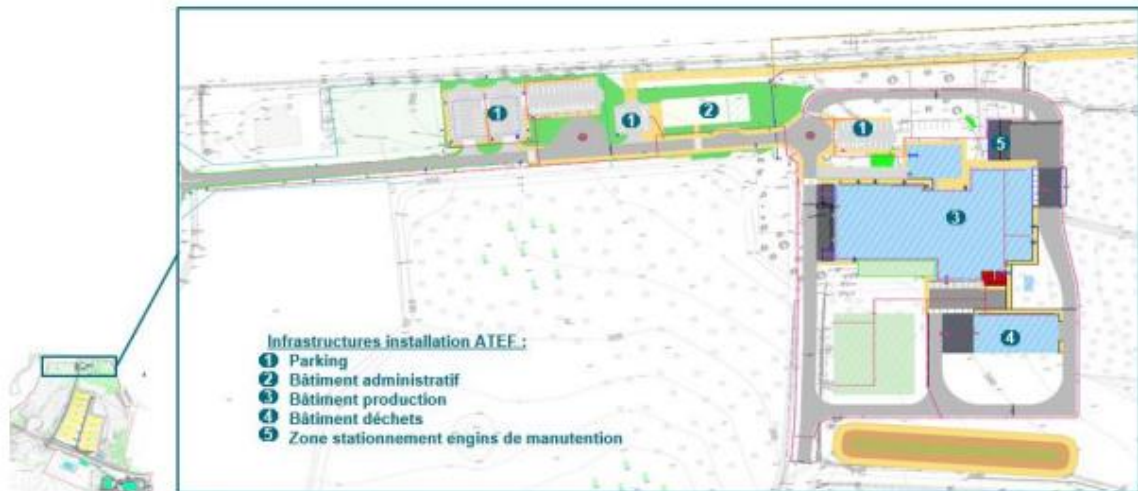 1
1
2
1
5
3
4
Infrastructures installation ATEF :
1 Parking
2 Bâtiment administratif
3 Bâtiment production
4 Bâtiment déchets
5 Zone stationnement engins de manutention